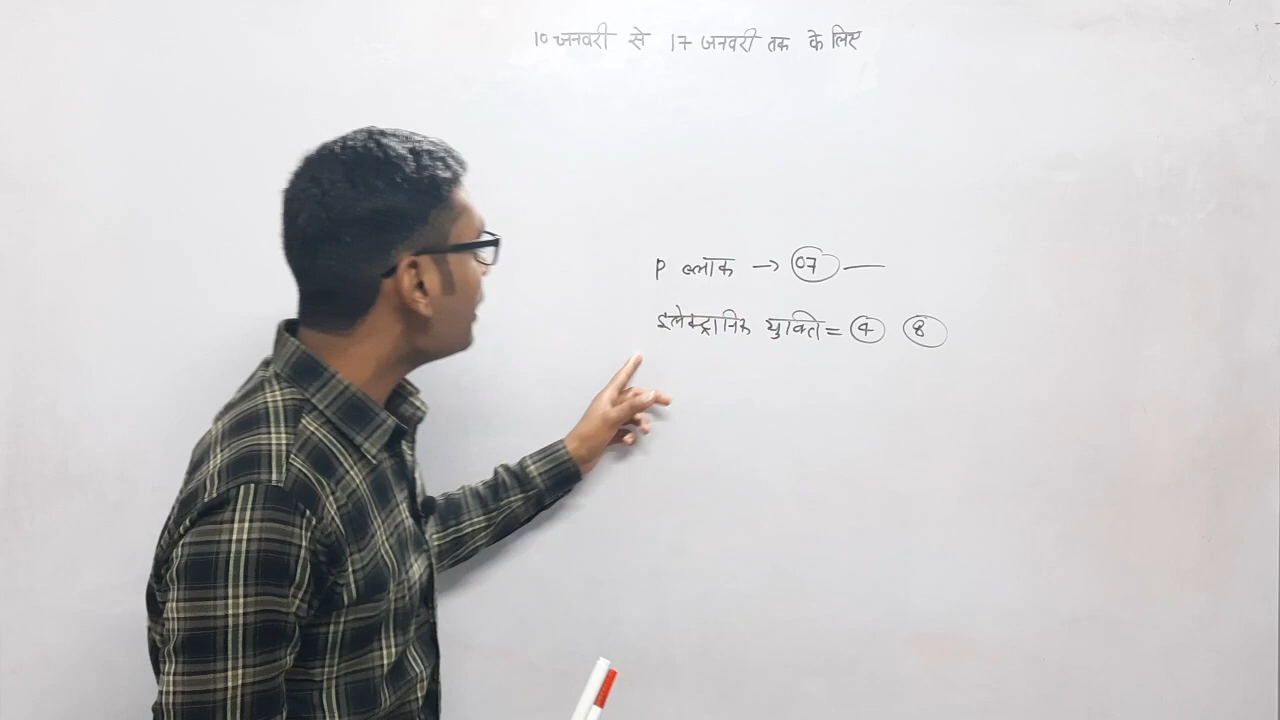 10 जनवरी से 17 जनवरी तक के लिए
P ब्लॉक → 07 —
इलेक्ट्रानिक युक्ति = 4 8